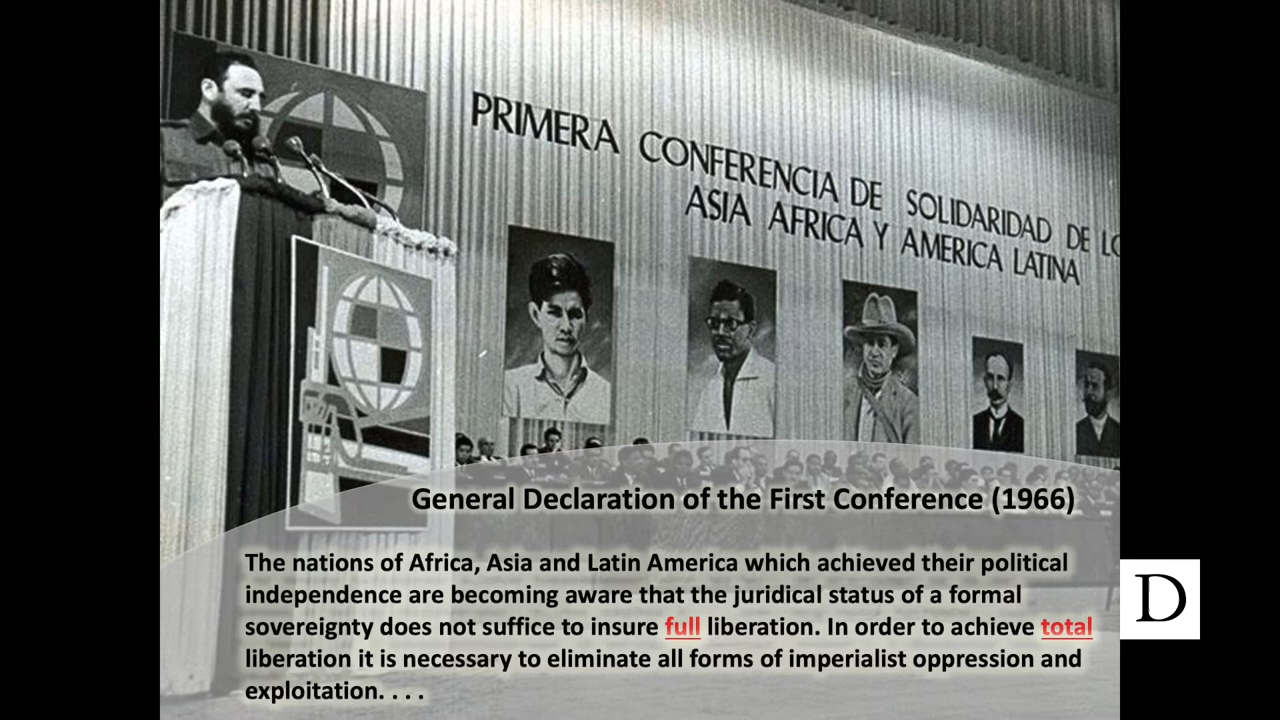 PRIMERA CONFERENCIA DE SOLIDARIDAD DE
ASIA AFRICA Y AMERICA LATINA
General Declaration of the First Conference (1966)
The nations of Africa, Asia and Latin America which achieved their political
independence are becoming aware that the juridical status of a formal
sovereignty does not suffice to insure full liberation. In order to achieve total
liberation it is necessary to eliminate all forms of imperialist oppression and
exploitation. . . .
D